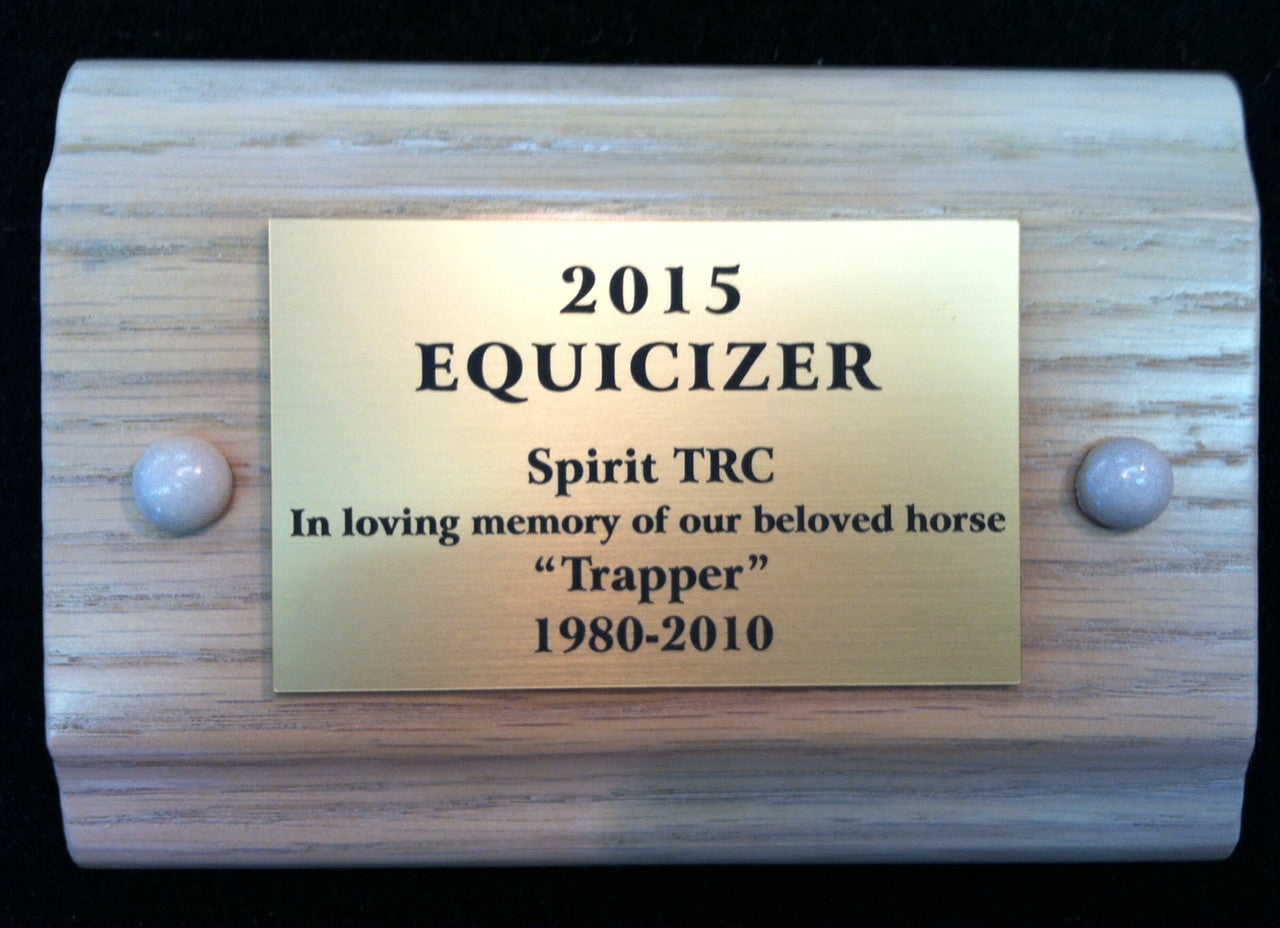 2015
EQUICIZER
Spirit TRC
In loving memory of our beloved horse
“Trapper”
1980-2010